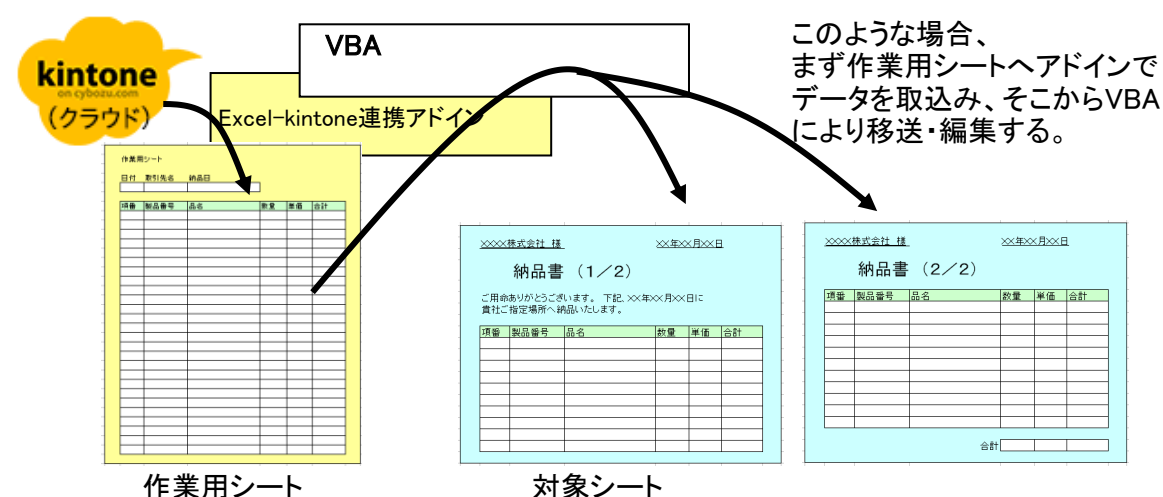 kintone
on cybozu.com
(クラウド)
VBA
Excel-kintone連携アドイン
このような場合、
まず作業用シートへアドインで
データを取込み、そこからVBA
により移送・編集する。
作業用シート
日付 取引先名 納品日
項番 製品番号 品名 数量 単価 合計
××××株式会社 様 ××年××月××日
納品書 (1/2)
ご用命ありがとうございます。 下記、××年××月××日に
貴社ご指定場所へ納品いたします。
項番 製品番号 品名 数量 単価 合計
××××株式会社 様 ××年××月××日
納品書 (2/2)
項番 製品番号 品名 数量 単価 合計
合計
作業用シート
対象シート